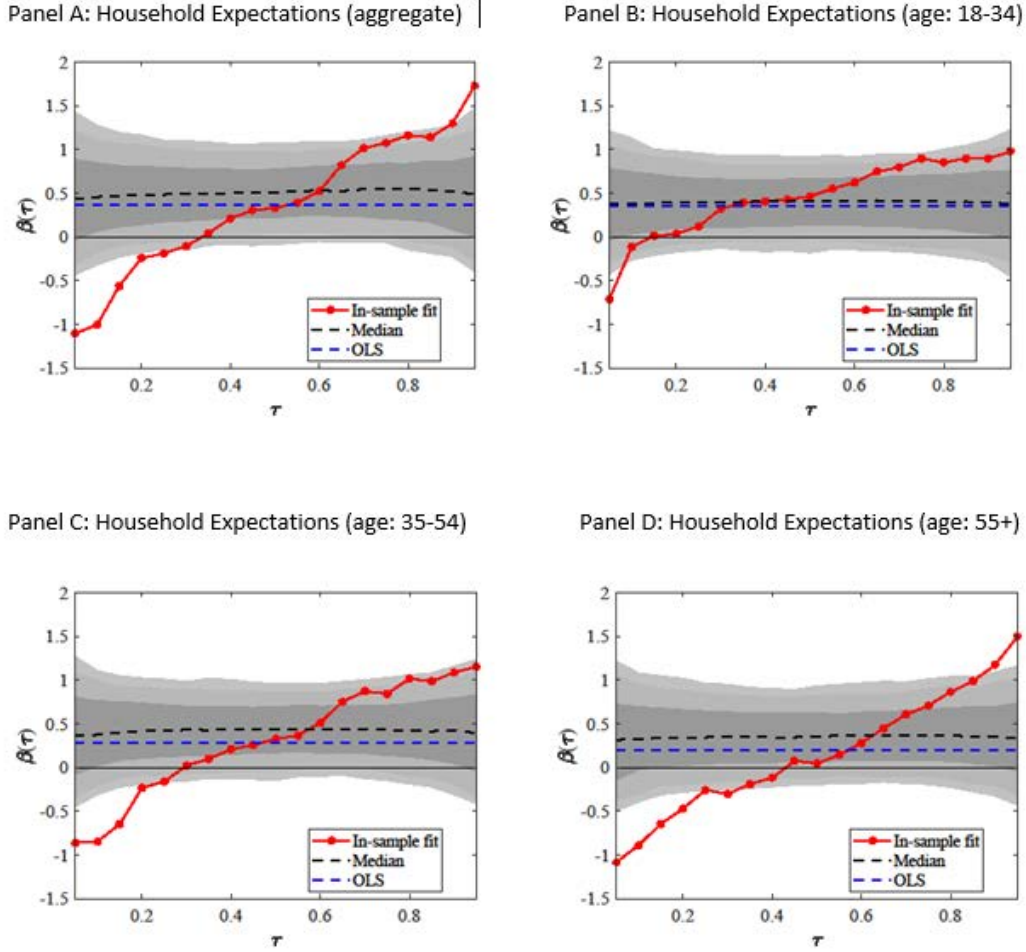 Panel A: Household Expectations (aggregate)
Panel B: Household Expectations (age: 18-34)
2
1.5
1
0.5
0
-0.5
-1
-1.5
β(τ)
0.2 0.4 0.6 0.8
τ
In-sample fit
Median
OLS
2
1.5
1
0.5
0
-0.5
-1
-1.5
β(τ)
0.2 0.4 0.6 0.8
τ
In-sample fit
Median
OLS
Panel C: Household Expectations (age: 35-54)
Panel D: Household Expectations (age: 55+)
2
1.5
1
0.5
0
-0.5
-1
-1.5
β(τ)
0.2 0.4 0.6 0.8
τ
In-sample fit
Median
OLS
2
1.5
1
0.5
0
-0.5
-1
-1.5
β(τ)
0.2 0.4 0.6 0.8
τ
In-sample fit
Median
OLS